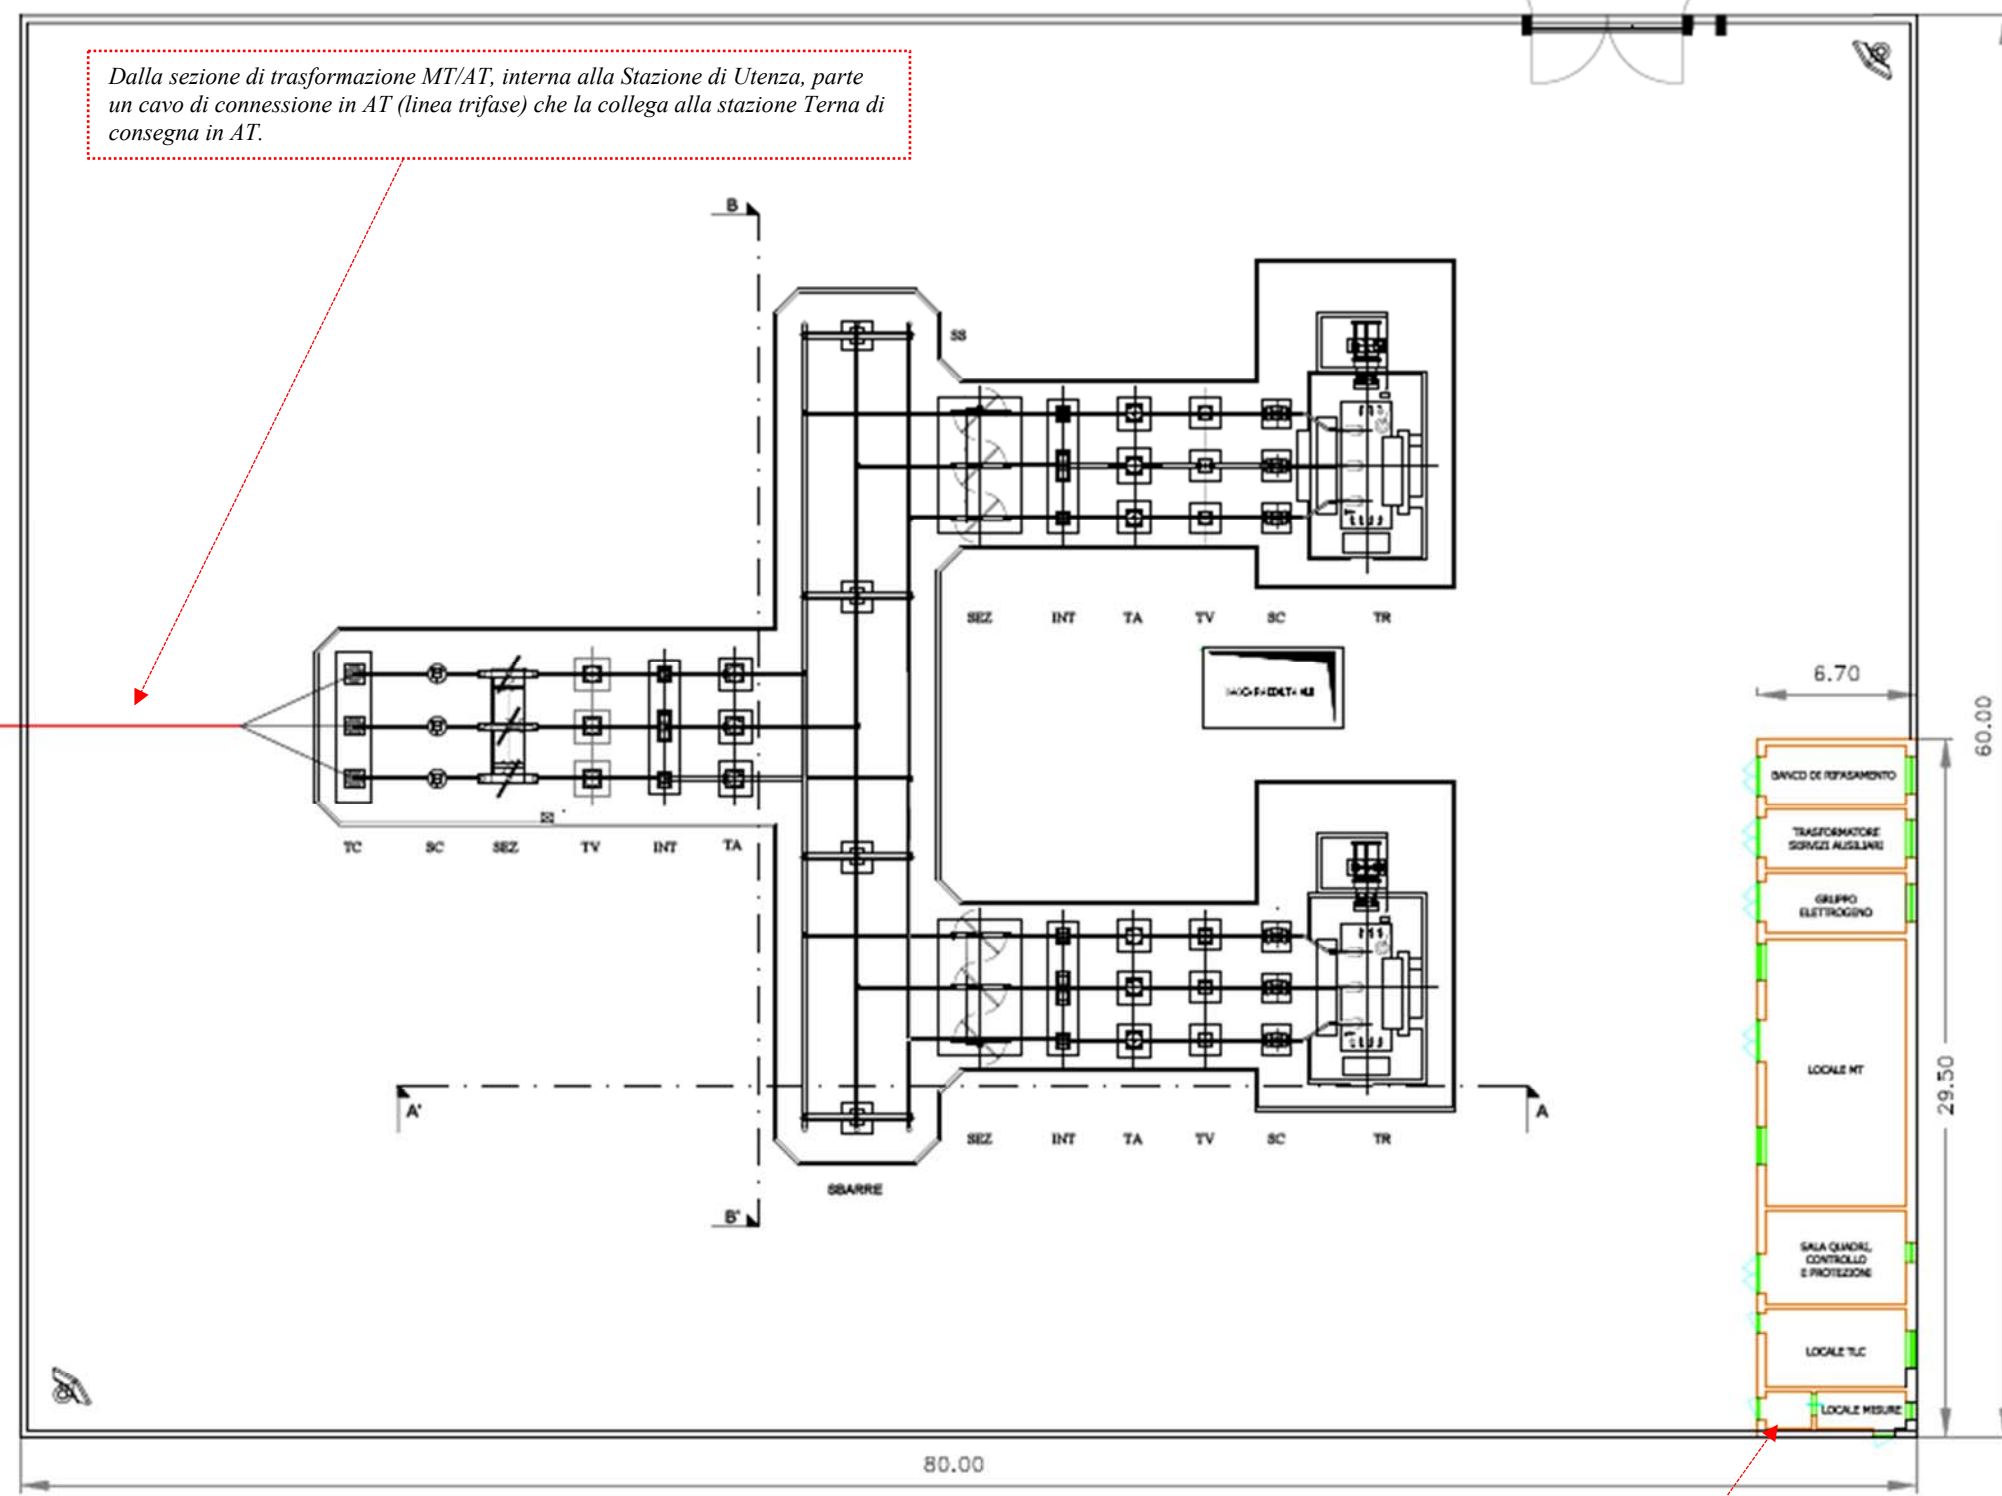 Dalla sezione di trasformazione MT/AT, interna alla Stazione di Utenza, parte
un cavo di connessione in AT (linea trifase) che la collega alla stazione Terna di
consegna in AT.
B
SS
SEZ INT TA TV SC TR
6.70
60.00
BANCO DI RIFASAMENTO
TRASFORMATORE
SERVIZI AUSILIARI
TC SC SEZ TV INT TA
GRUPPO
ELETTROGENO
LOCALE MT
29.50
A' A
SEZ INT TA TV SC TR
SBARRE
B'
SALA QUADRI,
CONTROLLO
E PROTEZIONE
LOCALE TLC
LOCALE MISURE
80.00